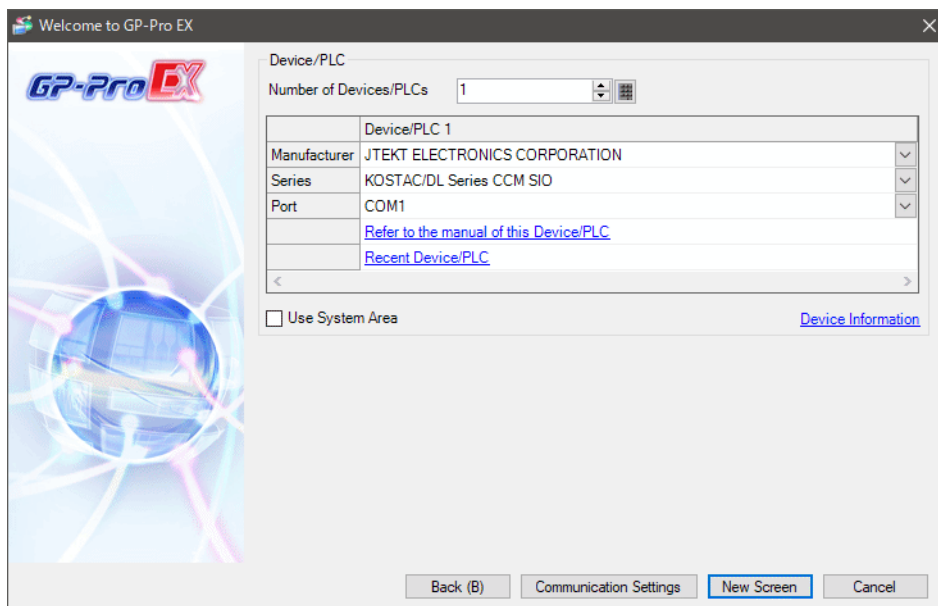 Welcome to GP-Pro EX
GP-Pro EX
Device/PLC
Number of Devices/PLCs 1
Device/PLC 1
Manufacturer JTEKT ELECTRONICS CORPORATION
Series KOSTAC/DL Series CCM SIO
Port COM1
Refer to the manual of this Device/PLC
Recent Device/PLC
Use System Area Device Information
Back (B) Communication Settings New Screen Cancel